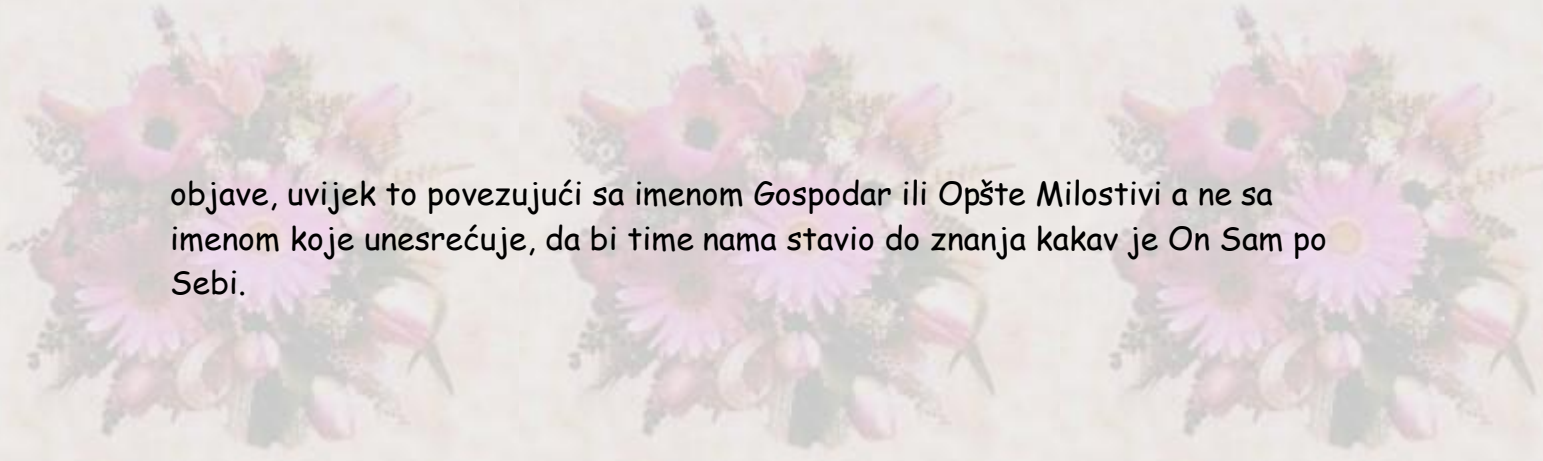 objave, uvijek to povezujući sa imenom Gospodar ili Opšte Milostivi a ne sa
imenom koje unesrećuje, da bi time nama stavio do znanja kakav je On Sam po
Sebi.